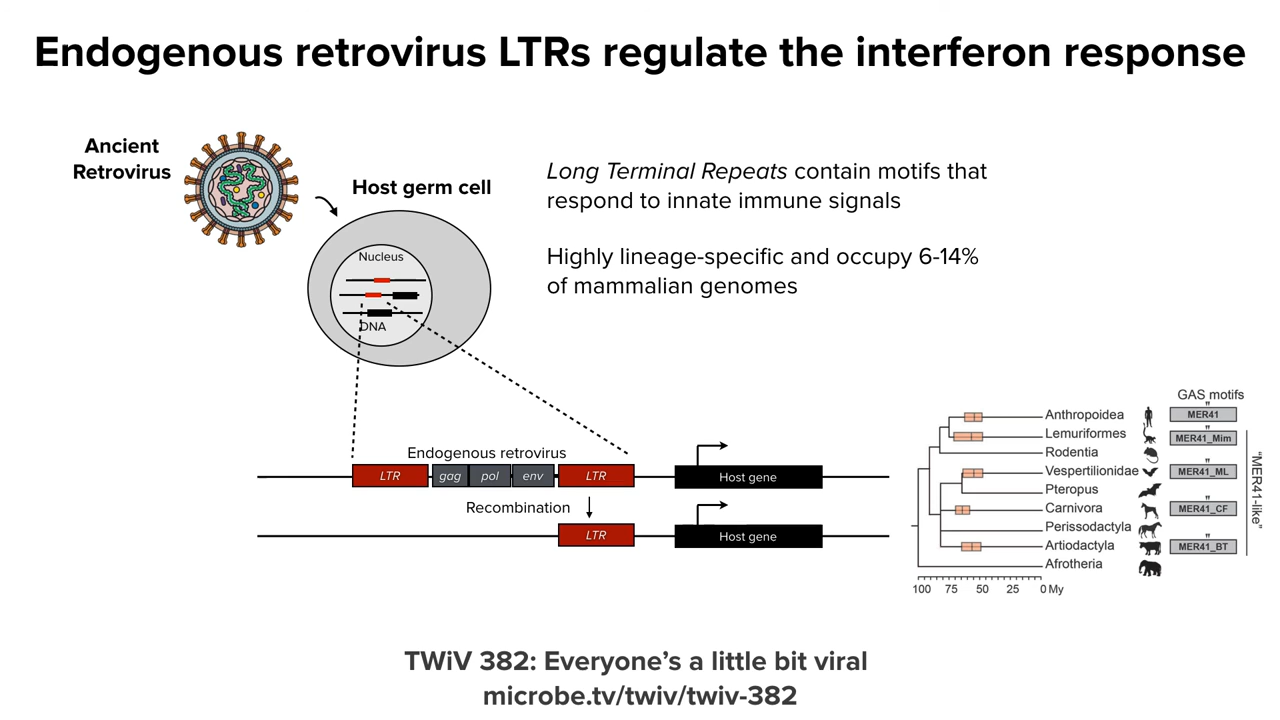 Endogenous retrovirus LTRs regulate the interferon response
Ancient
Retrovirus
Host germ cell
Nucleus
DNA
Long Terminal Repeats contain motifs that
respond to innate immune signals
Highly lineage-specific and occupy 6-14%
of mammalian genomes
Endogenous retrovirus
LTR gag pol env LTR Host gene
Recombination
LTR Host gene
GAS motifs
Anthropoidea MER41
Lemuriformes MER41_Mim
Rodentia
Vespertilionidae MER41_ML
Pteropus
Carnivora MER41_CF
Perissodactyla
Artiodactyla MER41_BT
Afrotheria
"MER41-like"
100 75 50 25 0 My
TWiV 382: Everyone’s a little bit viral
microbe.tv/twiv/twiv-382